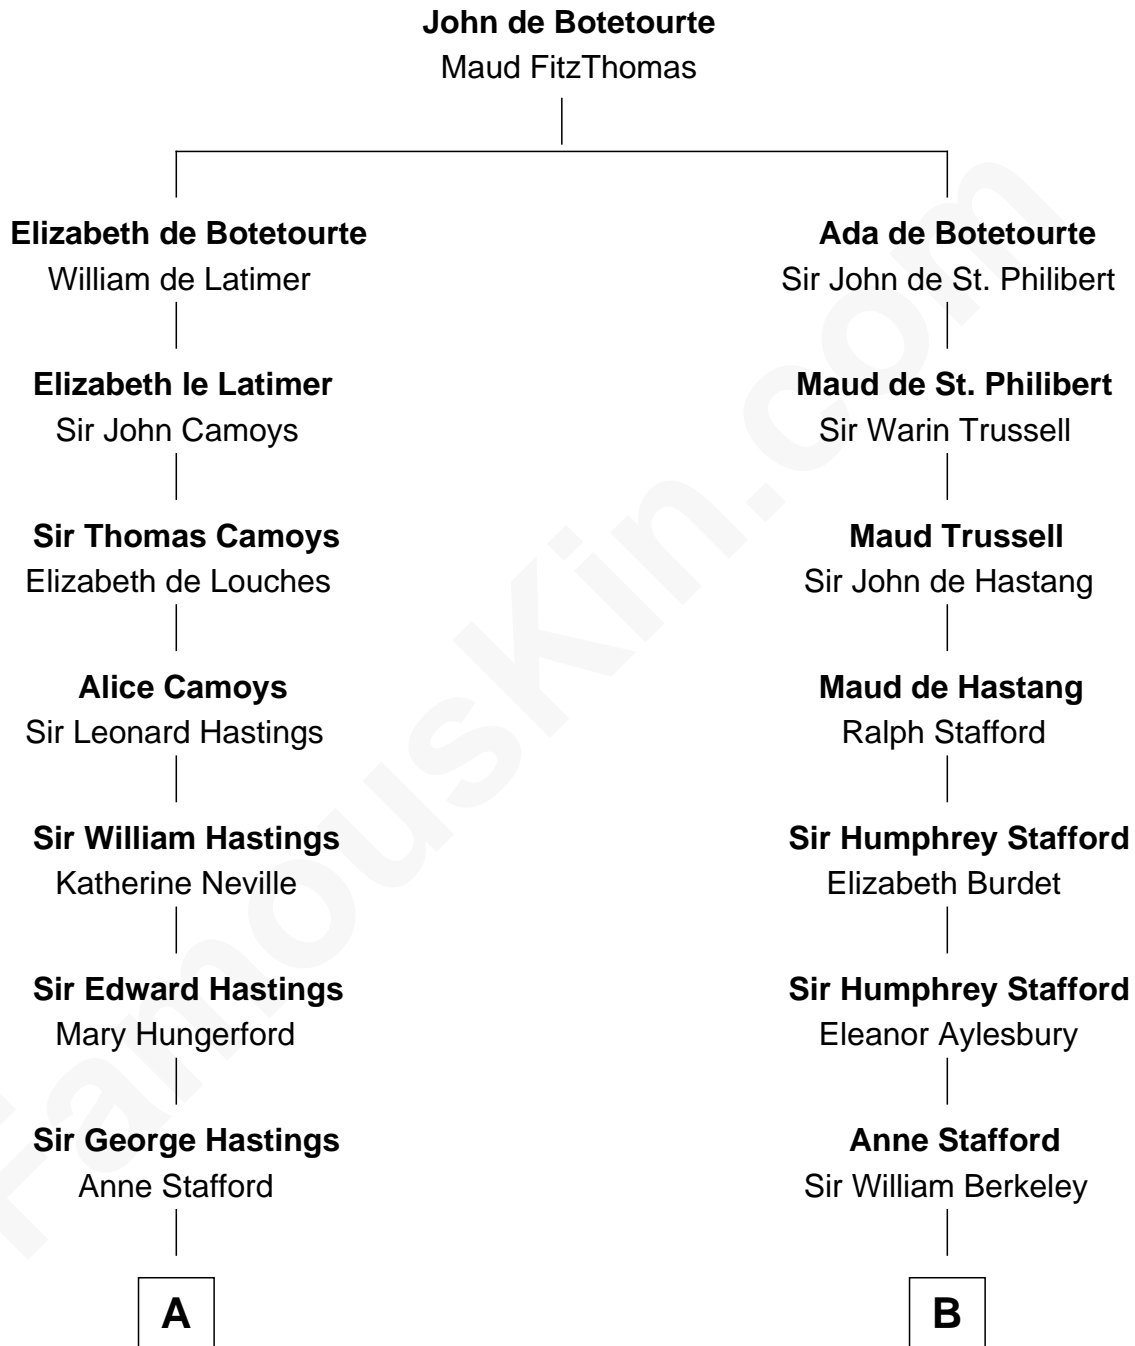 John de Botetourte
Maud FitzThomas
Elizabeth de Botetourte
William de Latimer
Ada de Botetourte
Sir John de St. Philibert
Elizabeth le Latimer
Sir John Camoys
Maud de St. Philibert
Sir Warin Trussell
Sir Thomas Camoys
Elizabeth de Louches
Maud Trussell
Sir John de Hastang
Alice Camoys
Sir Leonard Hastings
Maud de Hastang
Ralph Stafford
Sir William Hastings
Katherine Neville
Sir Humphrey Stafford
Elizabeth Burdet
Sir Edward Hastings
Mary Hungerford
Sir Humphrey Stafford
Eleanor Aylesbury
Sir George Hastings
Anne Stafford
Anne Stafford
Sir William Berkeley
A
B
FamousKin.com